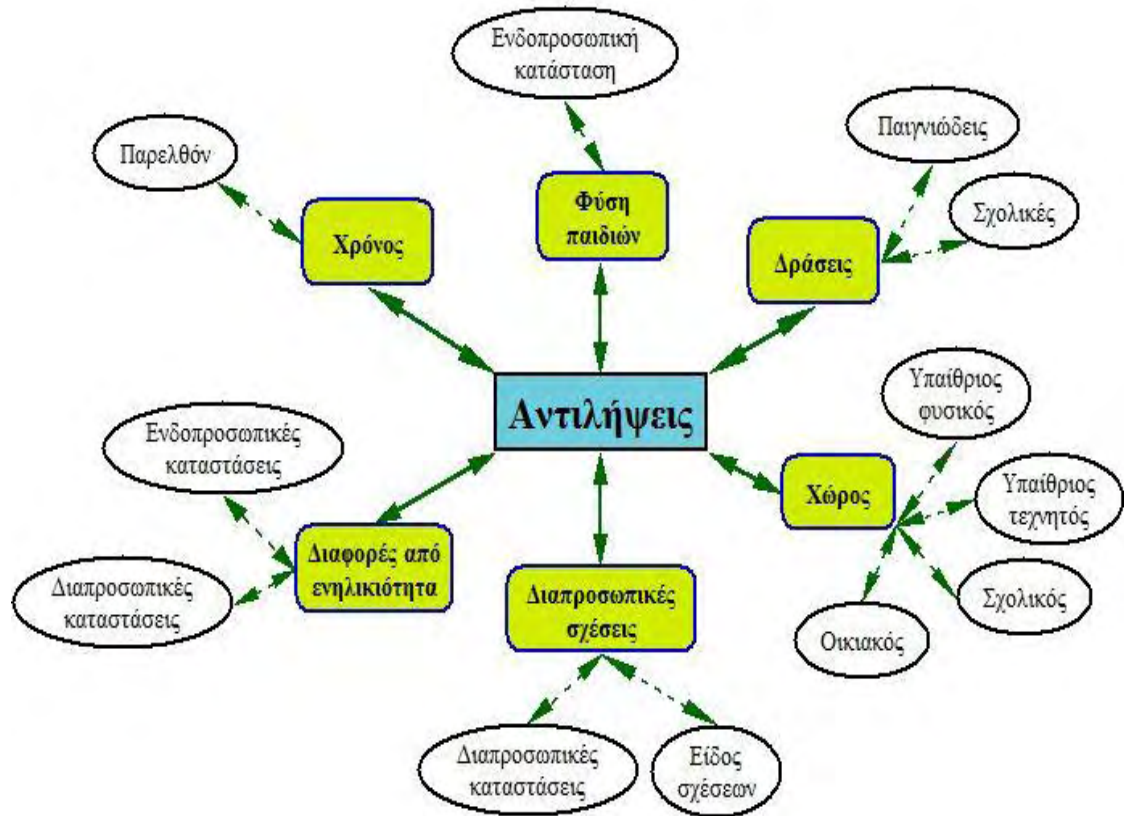 Ενδοπροσωπική
κατάσταση
Παιγνιώδεις
Παρελθόν
Σχολικές
Φύση
παιδιών
Χρόνος
Δράσεις
Αντιλήψεις
Υπαίθριος
φυσικός
Ενδοπροσωπικές
καταστάσεις
Χώρος
Υπαίθριος
τεχνητός
Διαφορές από
ενηλικιότητα
Διαπροσωπικές
καταστάσεις
Διαπροσωπικές
σχέσεις
Σχολικός
Οικιακός
Διαπροσωπικές
καταστάσεις
Είδος
σχέσεων